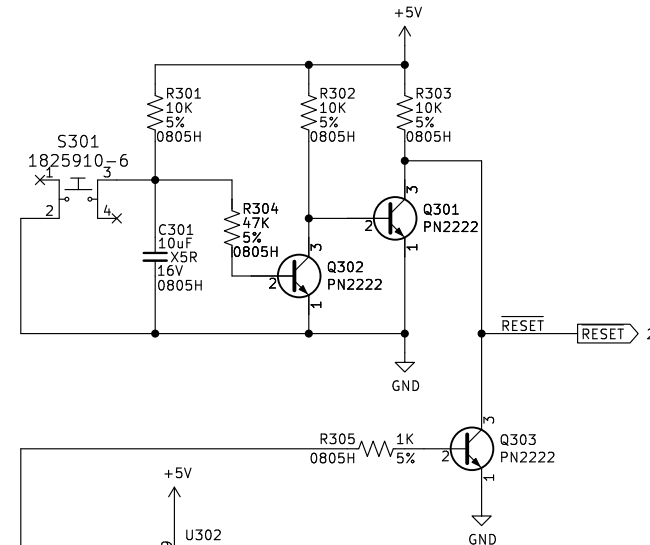 +5V
R301
10K
5%
0805H
R302
10K
5%
0805H
R303
10K
5%
0805H
S301
1825910-6
1
3
2
4
C301
10uF
X5R
16V
0805H
R304
47K
5%
0805H
2
3
1
Q302
PN2222
2
3
1
Q301
PN2222
GND
RESET
RESET
2
R305
0805H
1K
5%
2
3
1
Q303
PN2222
GND
+5V
U302